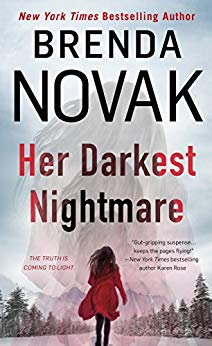 New York Times Bestselling Author
BRENDA
NOVAK
Her Darkest
Nightmare
THE TRUTH IS
COMING TO LIGHT.
"Gut-gripping suspense...
keeps the pages flying!"
—New York Times bestselling
author Karen Rose